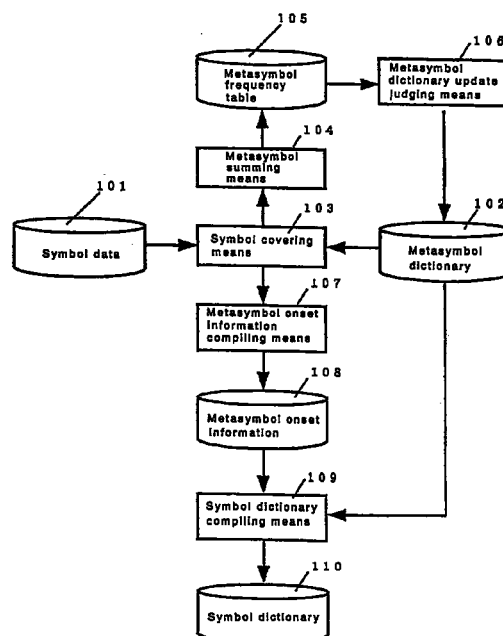 105
Metasymbol
frequency
table
106
Metasymbol
dictionary update
judging means
104
Metasymbol
summing
means
101
Symbol data
103
Symbol covering
means
102
Metasymbol
dictionary
107
Metasymbol onset
information
compiling means
108
Metasymbol onset
information
109
Symbol dictionary
compiling means
110
Symbol dictionary